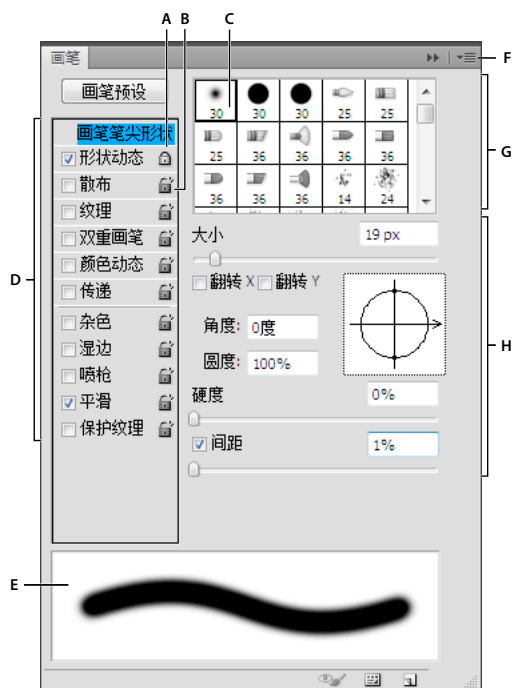 A B C
画笔
F
画笔预设
30 30 30 25 25
25 36 36 36 36
36 36 36 14 24
G
画笔笔尖形状
形状动态
散布
纹理
双重画笔
颜色动态
传递
杂色
湿边
喷枪
平滑
保护纹理
D
大小 19 px
翻转 X 翻转 Y
角度: 0度
圆度: 100%
硬度 0%
间距 1%
H
E